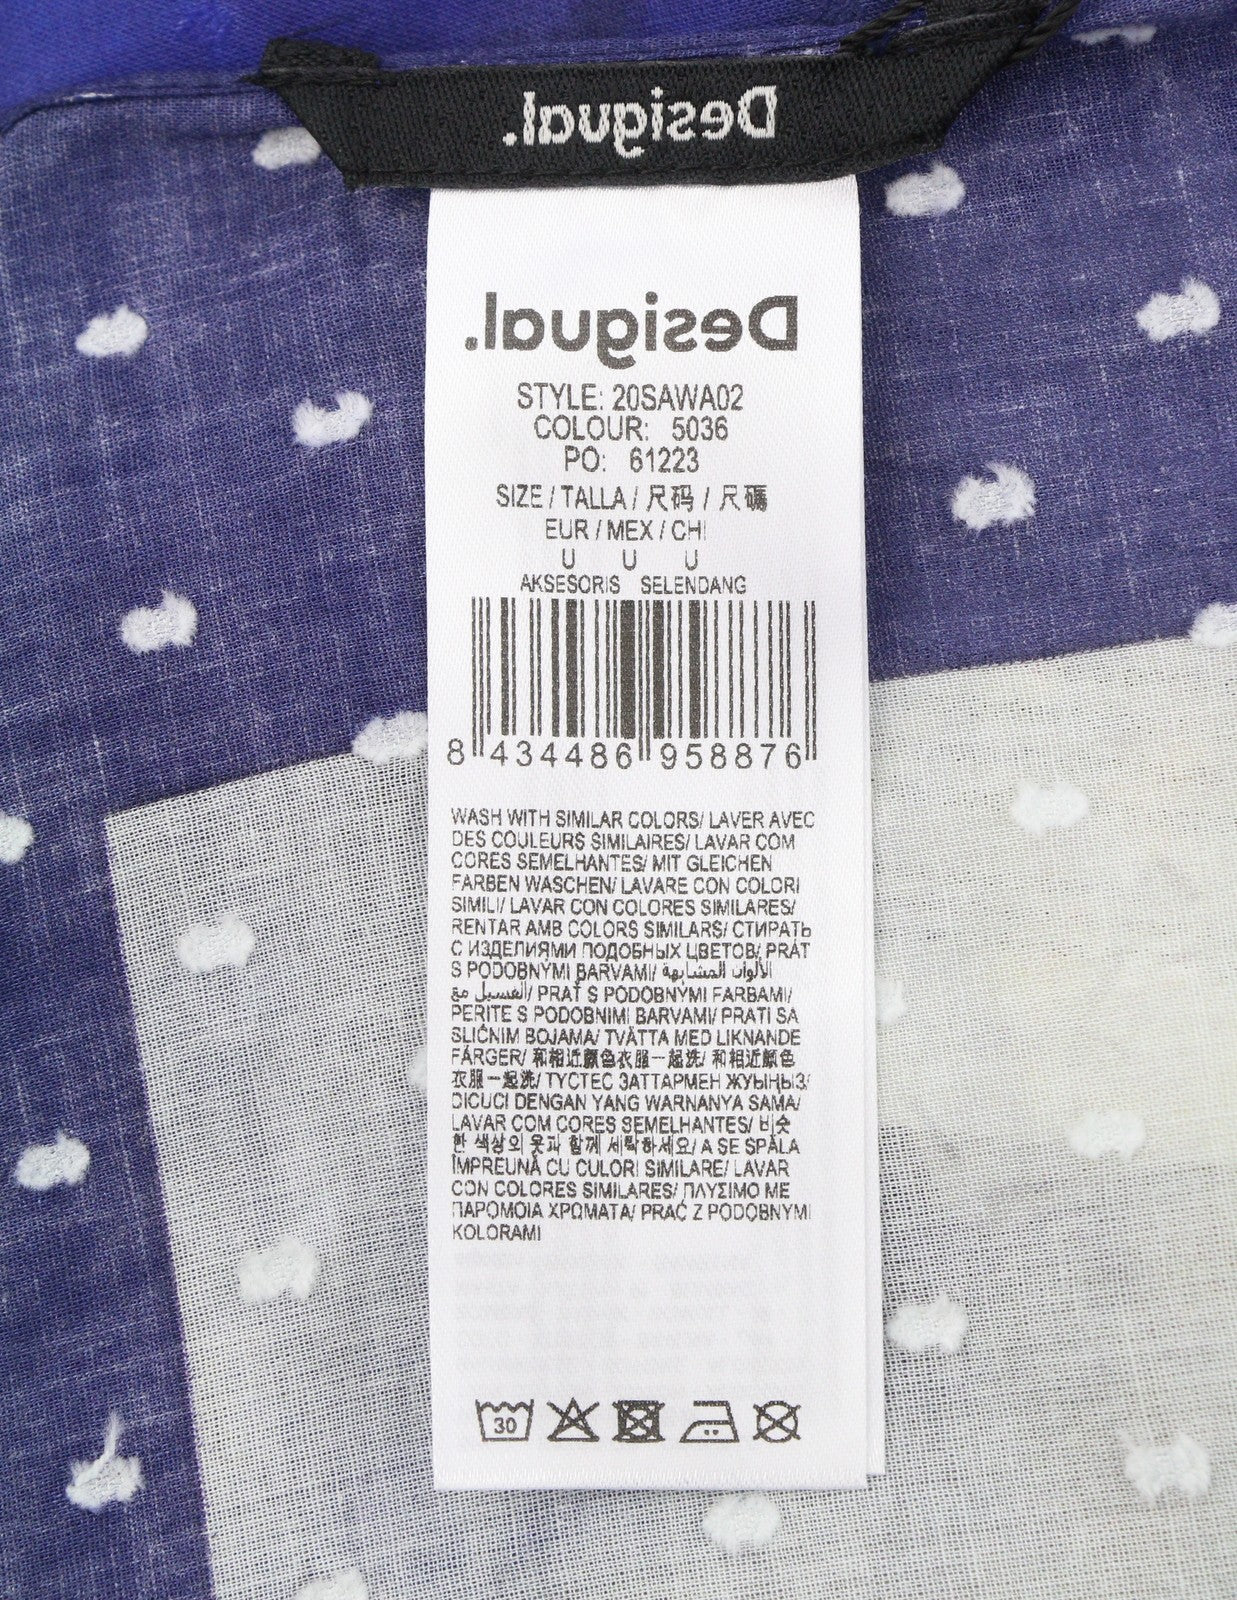 Desigual.
Desigual.
STYLE: 20SAWA02
COLOUR: 5036
PO: 61223
SIZE / TALLA / 尺码 / 尺碼
EUR / MEX / CHI
U U U
AKSESORIS SELENDANG
8 434486 958876
WASH WITH SIMILAR COLORS/ LAVER AVEC
DES COULEURS SIMILAIRES/ LAVAR COM
CORES SEMELHANTES/ MIT GLEICHEN
FARBEN WASCHEN/ LAVARE CON COLORI
SIMILI/ LAVAR CON COLORES SIMILARES/
RENTAR AMB COLORS SIMILARS/ СТИРАТЬ
С ИЗДЕЛИЯМИ ПОДОБНЫХ ЦВЕТОВ/ PRÁT
S PODOBNÝMI BARVAMI/ الألوان المشابهة
الغسيل مع/ PRAŤ S PODOBNÝMI FARBAMI/
PERITE S PODOBNIMI BARVAMI/ PRATI SA
SLIČNIM BOJAMA/ TVÄTTA MED LIKNANDE
FÄRGER/ 和相近颜色衣服一起洗/ 和相近顏色
衣服一起洗/ ТҮСТЕС ЗАТТАРМЕН ЖУЫҢЫЗ/
DICUCI DENGAN YANG WARNANYA SAMA/
LAVAR COM CORES SEMELHANTES/ 비슷
한 색상의 옷과 함께 세탁하세요/ A SE SPĂLA
ÎMPREUNĂ CU CULORI SIMILARE/ LAVAR
CON COLORES SIMILARES/ ΠΛΥΣΙΜΟ ΜΕ
ΠΑΡΟΜΟΙΑ ΧΡΩΜΑΤΑ/ PRAĆ Z PODOBNYMI
KOLORAMI
30